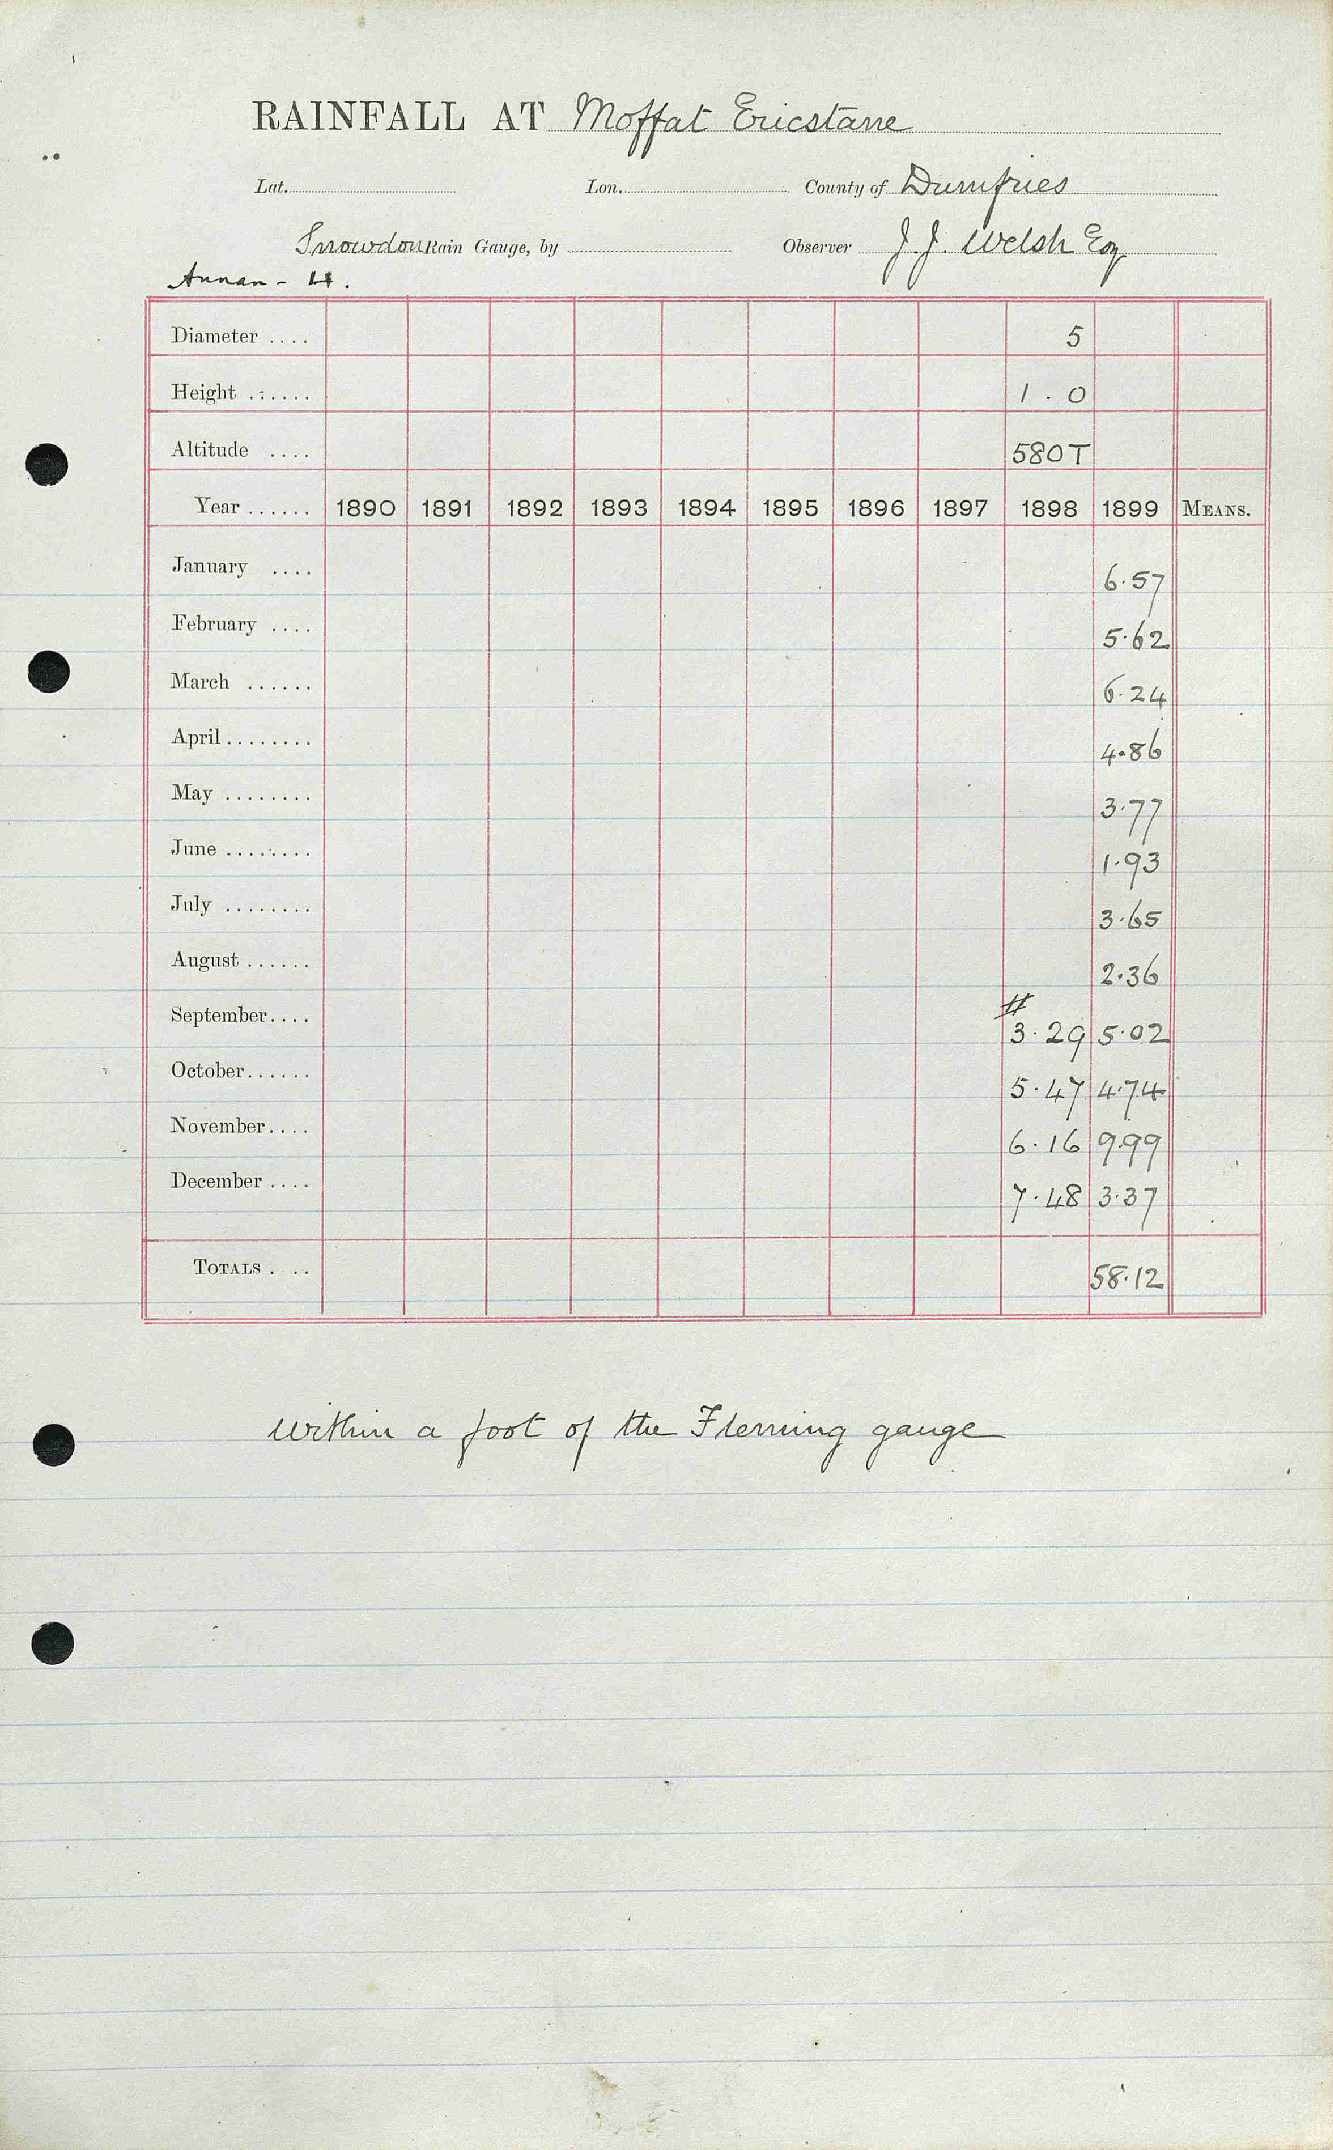 RAINFALL AT Moffat Ericstane
Lat. Lon. County of Dumfries
Snowdon Rain Gauge, by Observer J J. Welsh Esq
Annan - 4.
Diameter .... 5
Height ....... 1.0
Altitude .... 580T
Year ...... 1890 1891 1892 1893 1894 1895 1896 1897 1898 1899 MEANS.
January .... 6.57
February .... 5.62
March ...... 6.24
April ........ 4.86
May ........ 3.77
June ........ 1.93
July ........ 3.65
August ...... 2.36
#
September.... 3.29 5.02
October...... 5.47 4.74
November.... 6.16 9.99
December .... 7.48 3.37
TOTALS . ... 58.12
Within a foot of the Fleming gauge